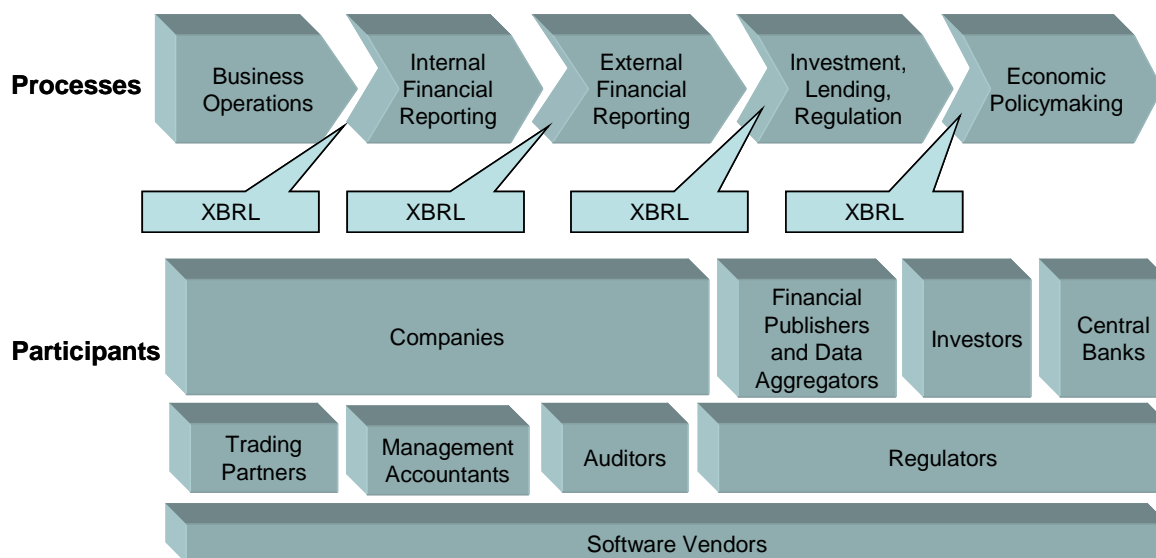 Processes
Business
Operations
Internal
Financial
Reporting
External
Financial
Reporting
Investment,
Lending,
Regulation
Economic
Policymaking
XBRL
XBRL
XBRL
XBRL
Participants
Companies
Financial
Publishers
and Data
Aggregators
Investors
Central
Banks
Trading
Partners
Management
Accountants
Auditors
Regulators
Software Vendors